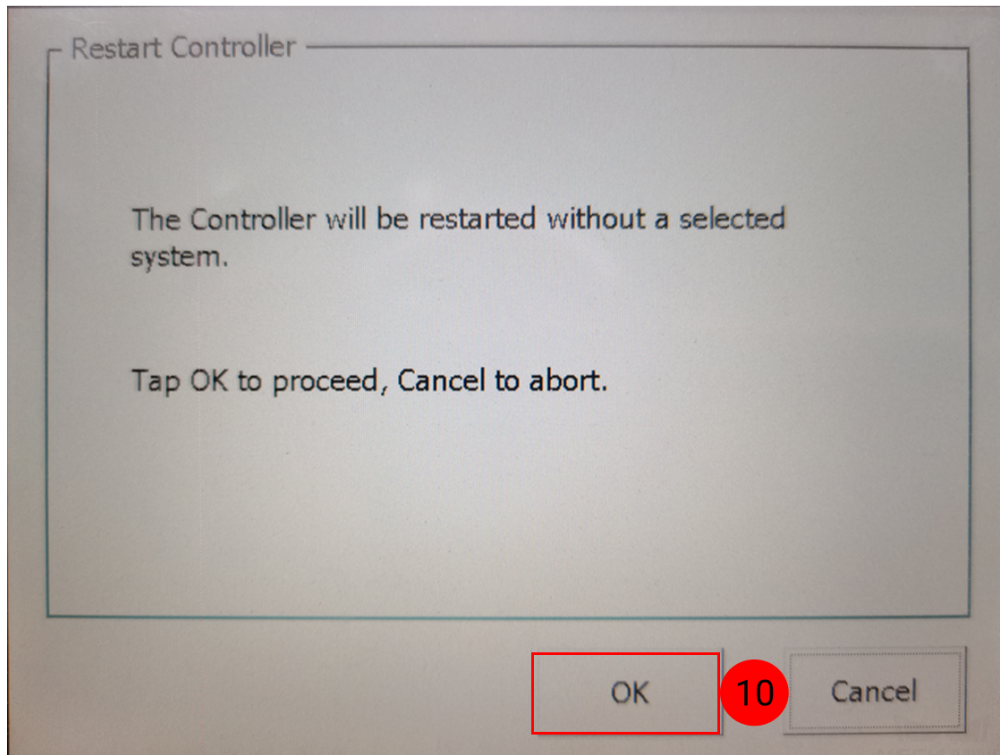 Restart Controller
The Controller will be restarted without a selected
system.
Tap OK to proceed, Cancel to abort.
OK
10
Cancel